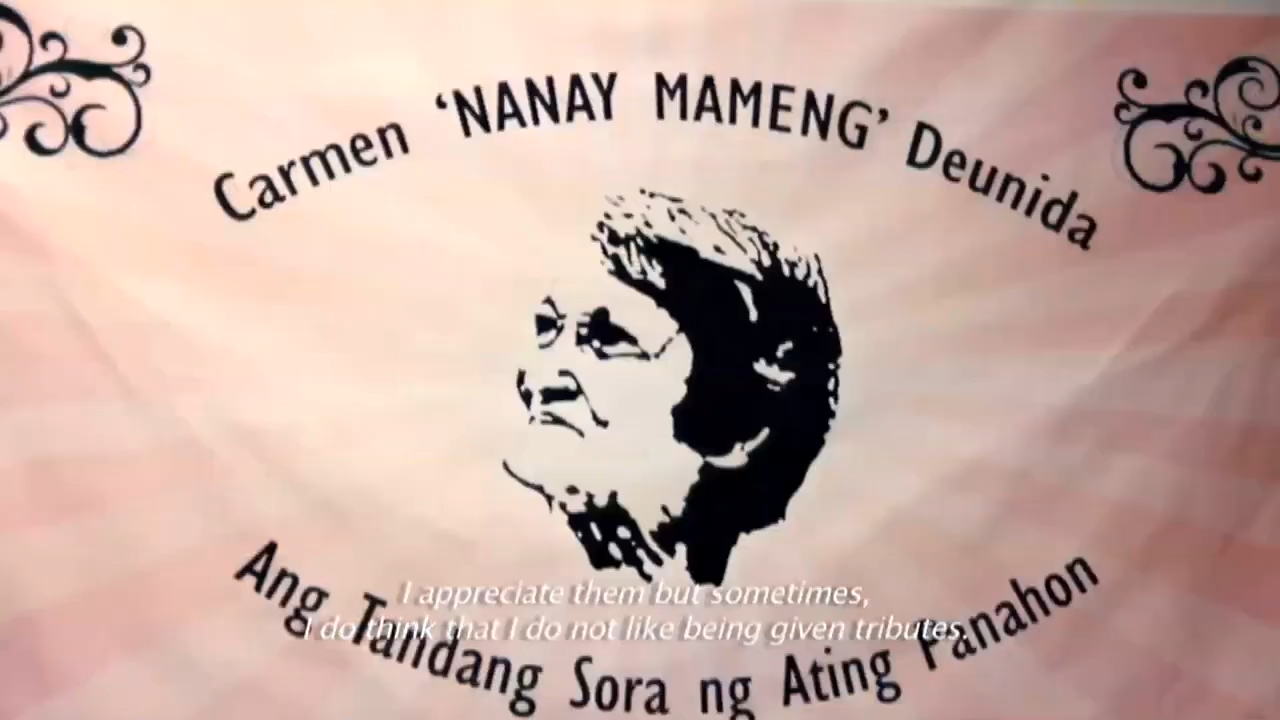 Carmen ‘NANAY MAMENG’ Deunida
I appreciate them but sometimes,
I do think that I do not like being given tributes.
Ang Tandang Sora ng Ating Panahon